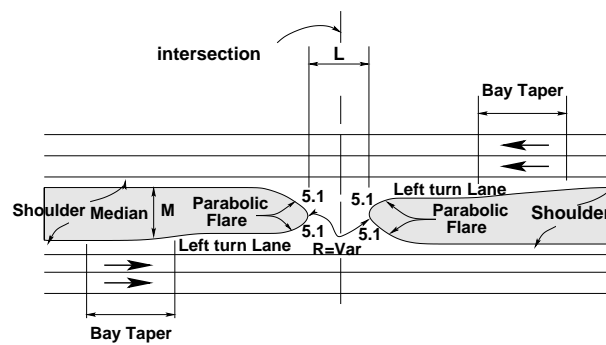 intersection
L
Bay Taper
5.1
5.1
Left turn Lane
Shoulder
Median
M
Parabolic
Flare
Parabolic
Flare
Shoulder
5.1
5.1
Left turn Lane
R=Var
Bay Taper